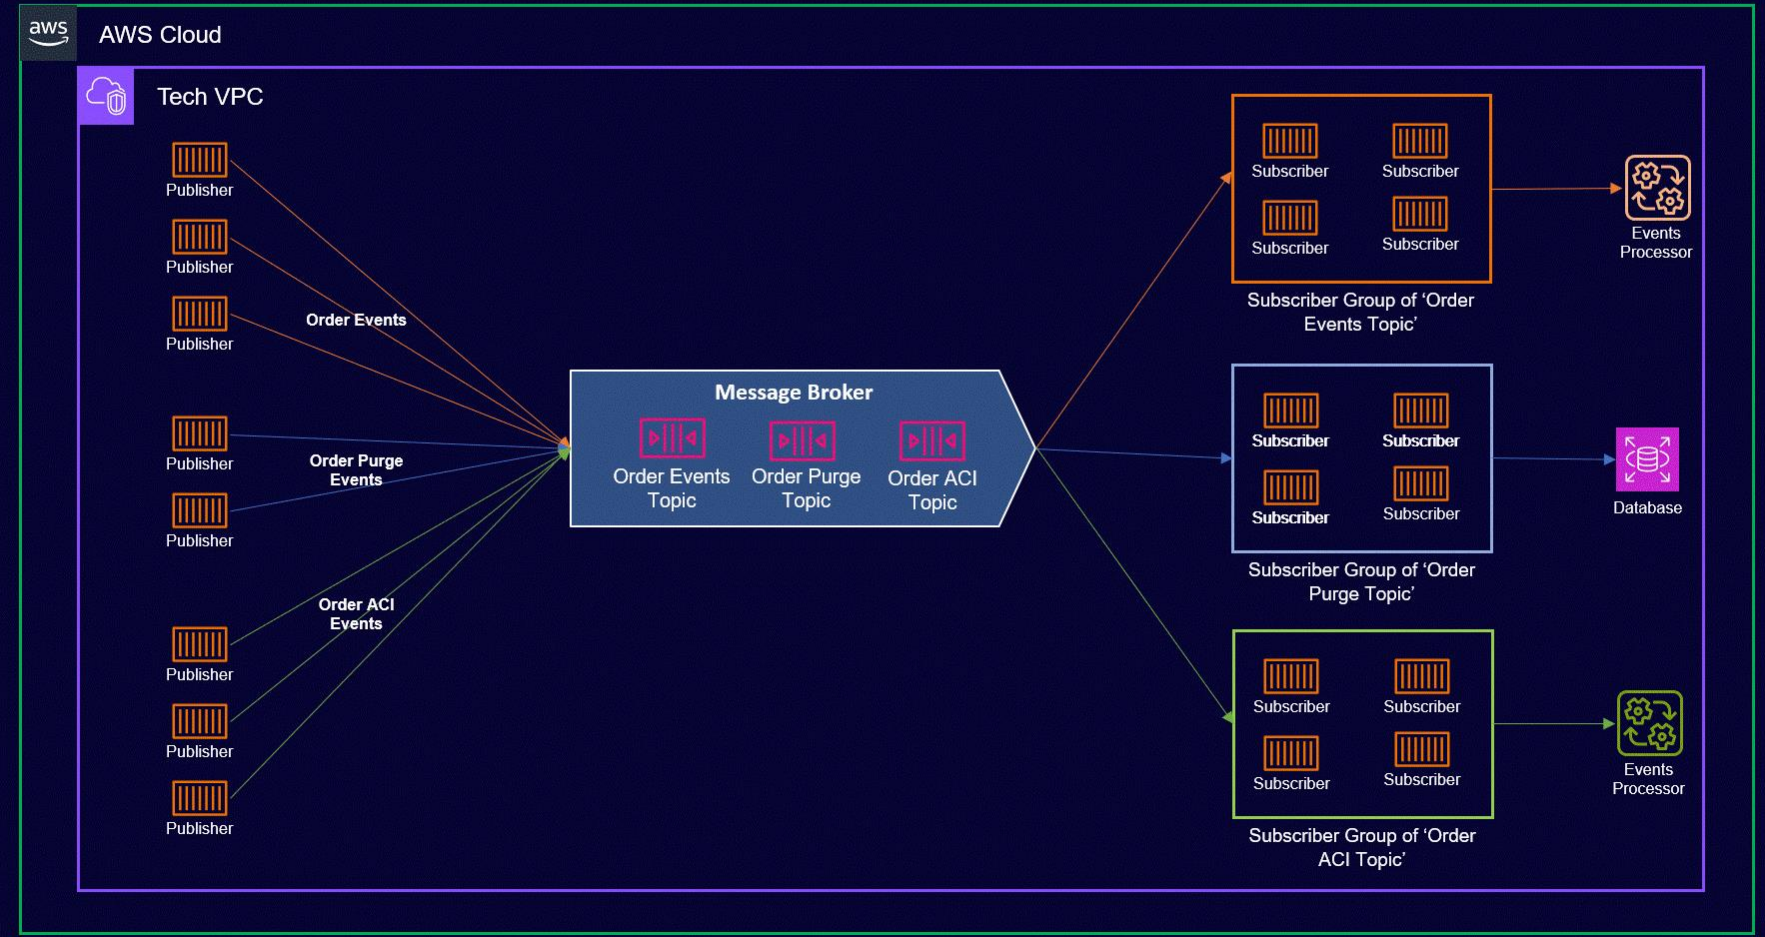 aws
AWS Cloud
Tech VPC
Publisher
Publisher
Publisher
Order Events
Publisher
Order Purge
Events
Publisher
Order ACI
Events
Publisher
Publisher
Publisher
Message Broker
Order Events
Topic
Order Purge
Topic
Order ACI
Topic
Subscriber
Subscriber
Subscriber
Subscriber
Subscriber Group of ‘Order
Events Topic’
Events
Processor
Subscriber
Subscriber
Subscriber
Subscriber
Subscriber Group of ‘Order
Purge Topic’
Database
Subscriber
Subscriber
Subscriber
Subscriber
Subscriber Group of ‘Order
ACI Topic’
Events
Processor